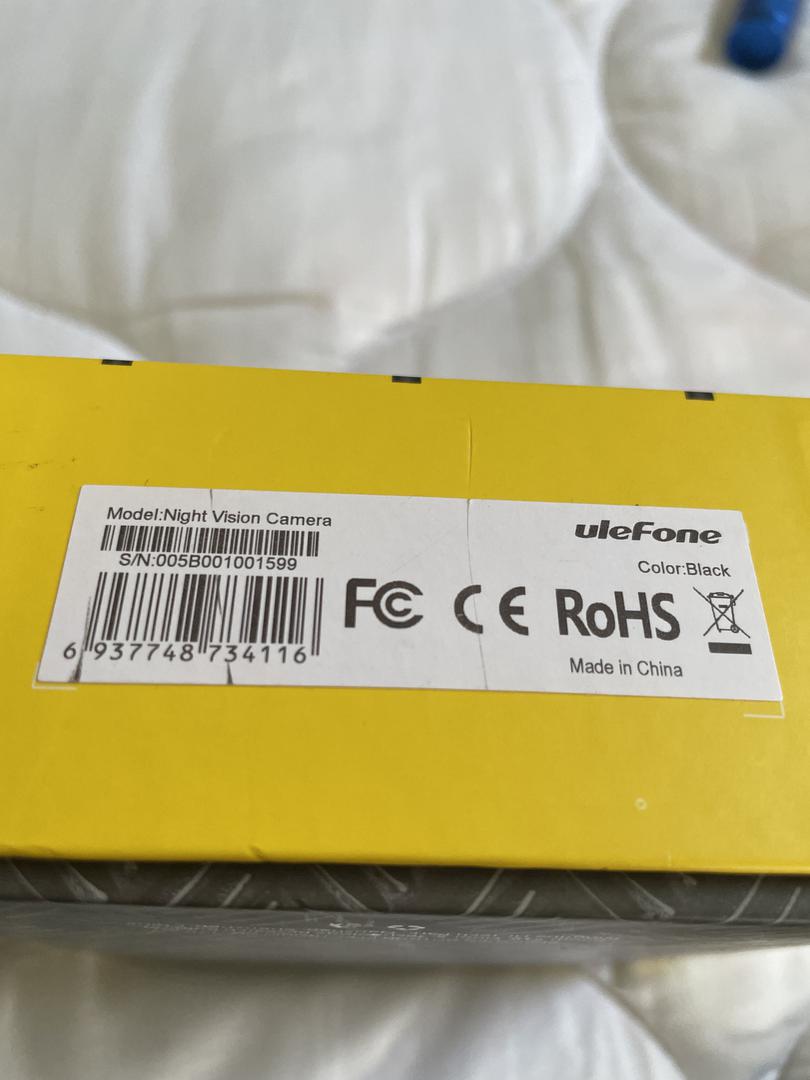 Model:Night Vision Camera
S/N:005B001001599
6 937748 734116
uleFone
Color:Black
FC CE RoHS
Made in China